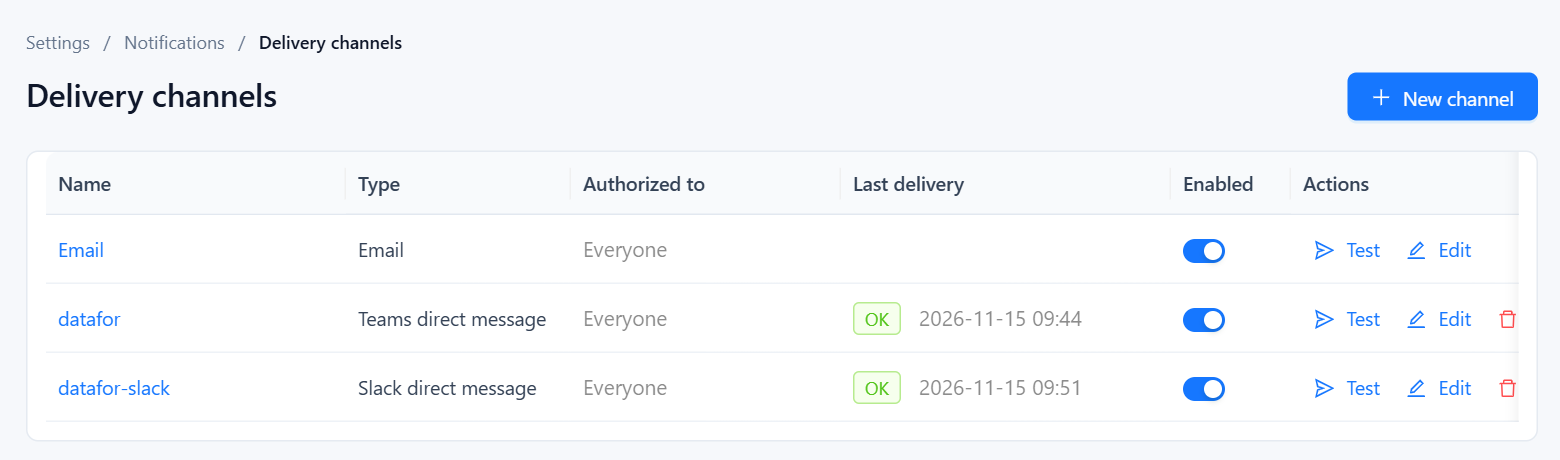 Settings / Notifications / Delivery channels
Delivery channels
New channel
Name Type Authorized to Last delivery Enabled Actions
Email Email Everyone Test Edit
datafor Teams direct message Everyone OK 2026-11-15 09:44 Test Edit
datafor-slack Slack direct message Everyone OK 2026-11-15 09:51 Test Edit